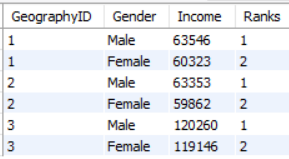 GeographyID Gender Income Ranks
1 Male 63546 1
1 Female 60323 2
2 Male 63353 1
2 Female 59862 2
3 Male 120260 1
3 Female 119146 2